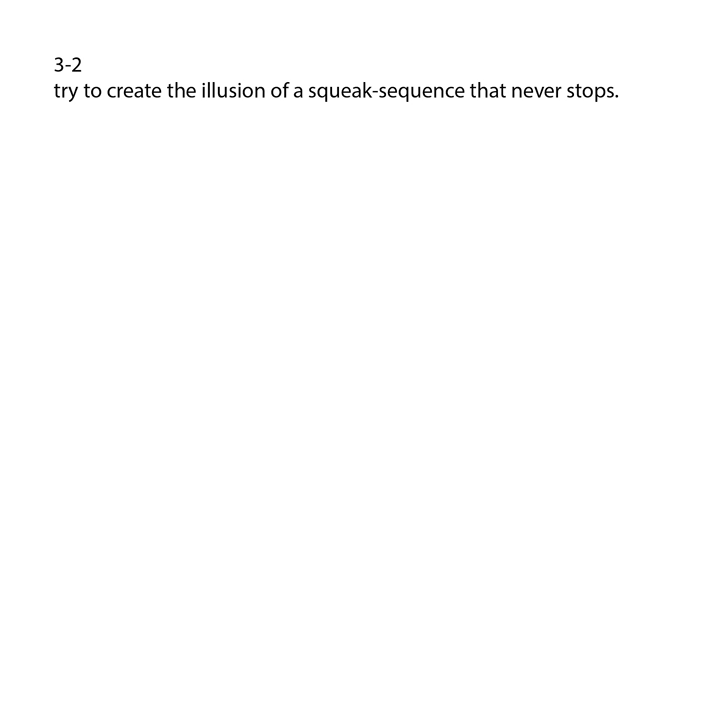 3-2
try to create the illusion of a squeak-sequence that never stops.